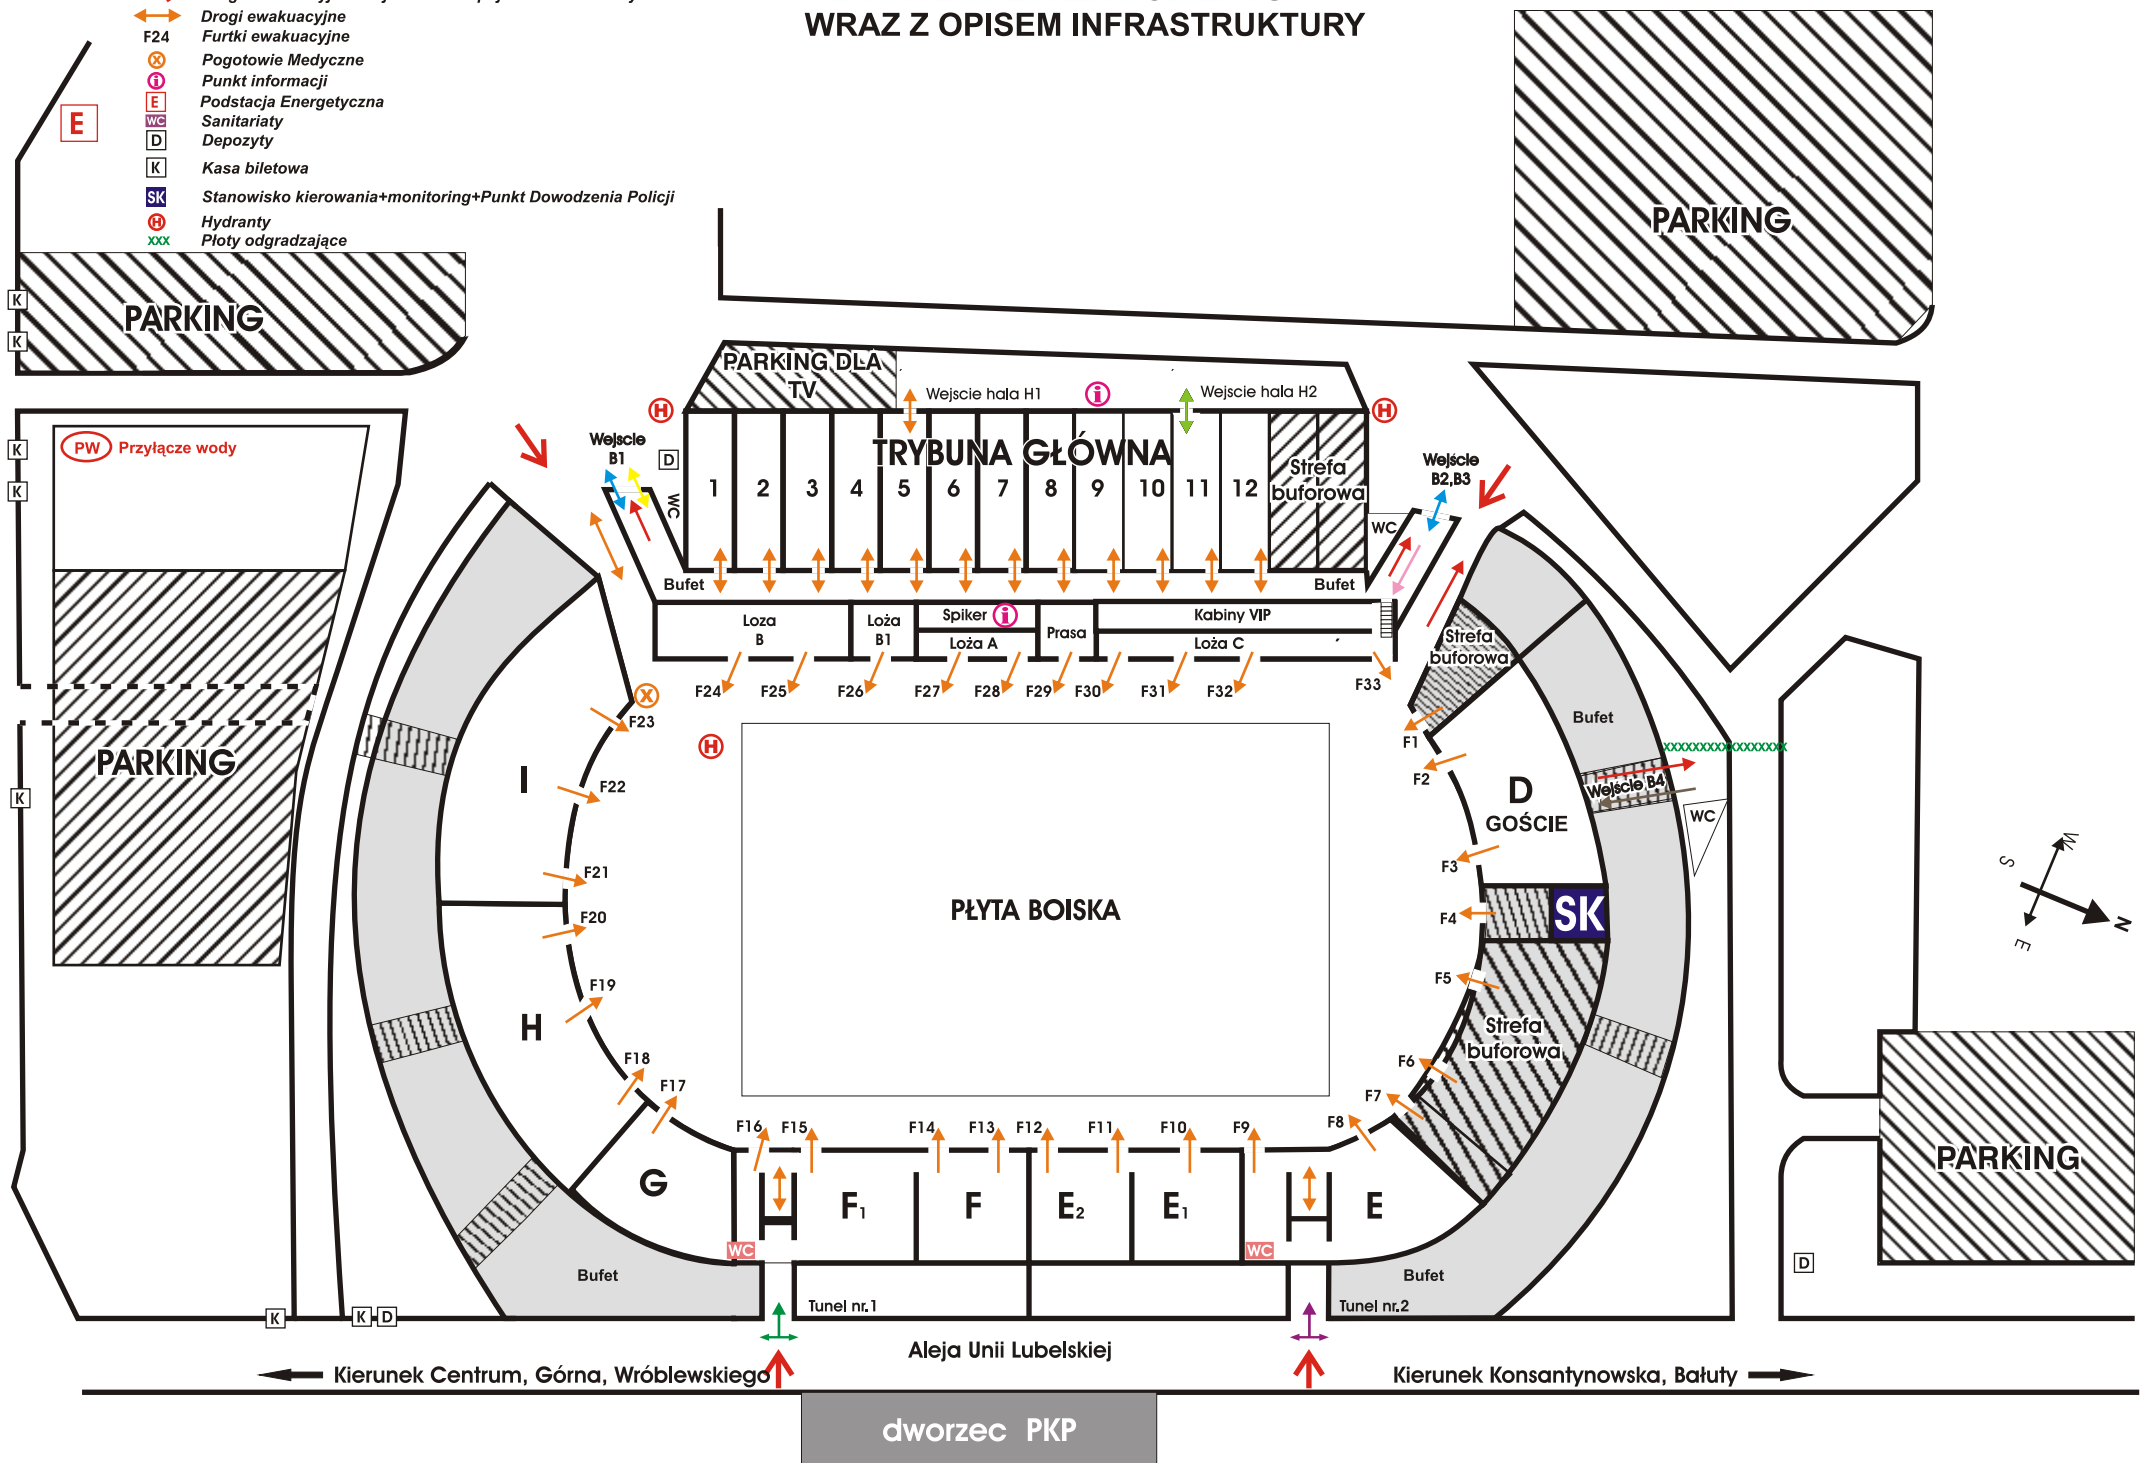 WRAZ Z OPISEM INFRASTRUKTURY
Drogi ewakuacyjne
F24 Furtki ewakuacyjne
X Pogotowie Medyczne
i Punkt informacji
E Podstacja Energetyczna
WC Sanitariaty
D Depozyty
K Kasa biletowa
SK Stanowisko kierowania+monitoring+Punkt Dowodzenia Policji
H Hydranty
xxx Płoty odgradzające
E
PARKING
PARKING
K
K
PARKING DLA
TV
Wejscie hala H1
i
Wejscie hala H2
H
H
K
K
PW Przyłącze wody
Wejscie
B1
D
WC
TRYBUNA GŁÓWNA
1 2 3 4 5 6 7 8 9 10 11 12
Strefa
buforowa
Wejście
B2,B3
WC
Bufet
Bufet
Loza
B
Loża
B1
Spiker i
Loża A
Prasa
Kabiny VIP
Loża C
Strefa
buforowa
F24 F25 F26 F27 F28 F29 F30 F31 F32 F33
X
F23
H
F1
F2
Bufet
xxxxxxxxxxxxxxxxx
PARKING
K
I
F22
D
GOŚCIE
Wejście B4
WC
F21
F20
F3
F4
SK
PŁYTA BOISKA
W
S
N
E
F19
H
F5
Strefa
buforowa
F18
F17
F6
F7
F16 F15 F14 F13 F12 F11 F10 F9 F8
G
F1 F E2 E1 E
PARKING
WC
WC
Bufet
Bufet
D
Tunel nr.1
Tunel nr.2
K
K D
Aleja Unii Lubelskiej
Kierunek Centrum, Górna, Wróblewskiego
Kierunek Konsantynowska, Bałuty
dworzec PKP